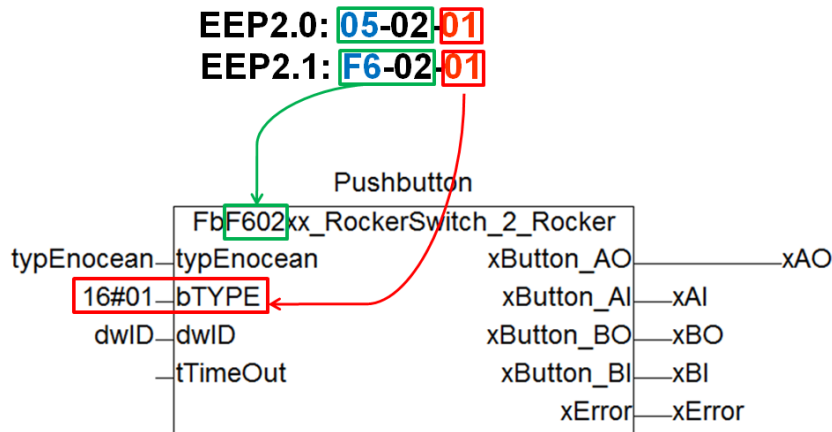 EEP2.0: 05-02-01
EEP2.1: F6-02-01
Pushbutton
FbF602xx_RockerSwitch_2_Rocker
typEnocean typEnocean xButton_AO xAO
16#01 bTYPE xButton_AI xAI
dwID dwID xButton_BO xBO
tTimeOut xButton_BI xBI
xError xError